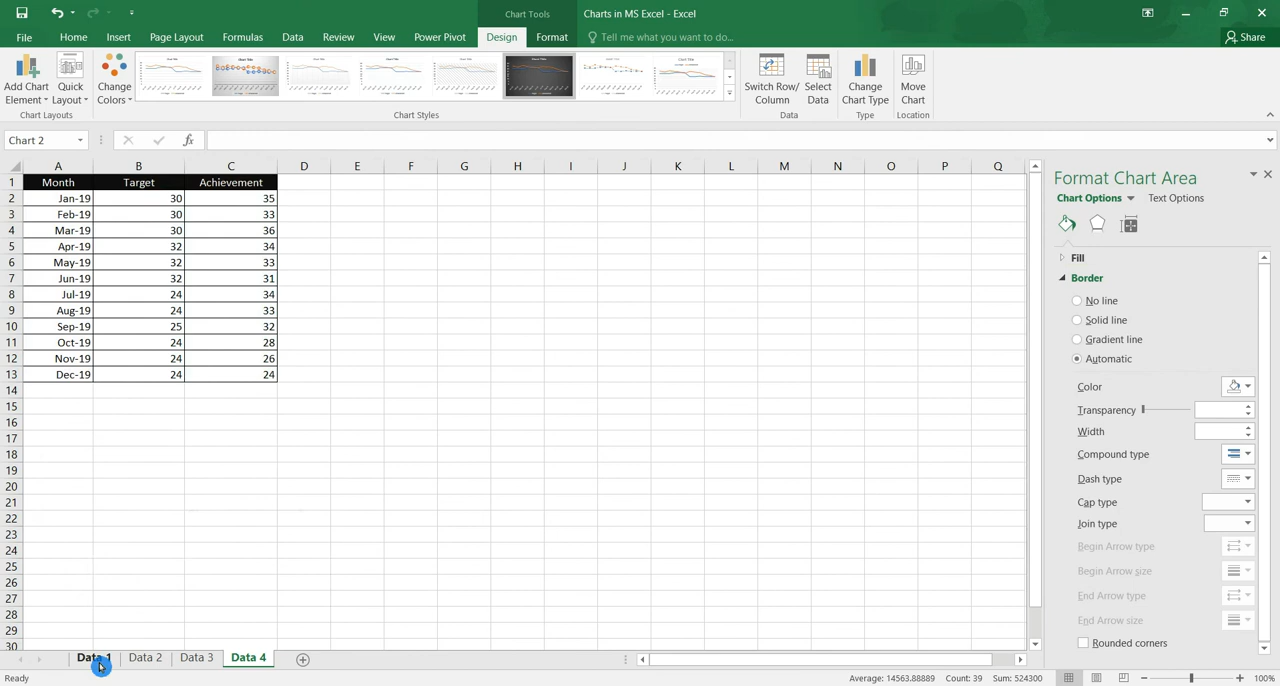 Chart Tools
Charts in MS Excel - Excel
File Home Insert Page Layout Formulas Data Review View Power Pivot Design Format Tell me what you want to do... Share
Add Chart Element
Quick Layout
Change Colors
Switch Row/ Column
Select Data
Change Chart Type
Move Chart
Chart Layouts Chart Styles Data Type Location
Chart 2 fx
A B C D E F G H I J K L M N O P Q
1 Month Target Achievement
2 Jan-19 30 35
3 Feb-19 30 33
4 Mar-19 30 36
5 Apr-19 32 34
6 May-19 32 33
7 Jun-19 32 31
8 Jul-19 24 34
9 Aug-19 24 33
10 Sep-19 25 32
11 Oct-19 24 28
12 Nov-19 24 26
13 Dec-19 24 24
14
15
16
17
18
19
20
21
22
23
24
25
26
27
28
29
30
Format Chart Area
Chart Options Text Options
Fill
Border
No line
Solid line
Gradient line
Automatic
Color
Transparency
Width
Compound type
Dash type
Cap type
Join type
Begin Arrow type
Begin Arrow size
End Arrow type
End Arrow size
Rounded corners
Data 1 Data 2 Data 3 Data 4
Ready Average: 14563.88889 Count: 39 Sum: 524300 100%